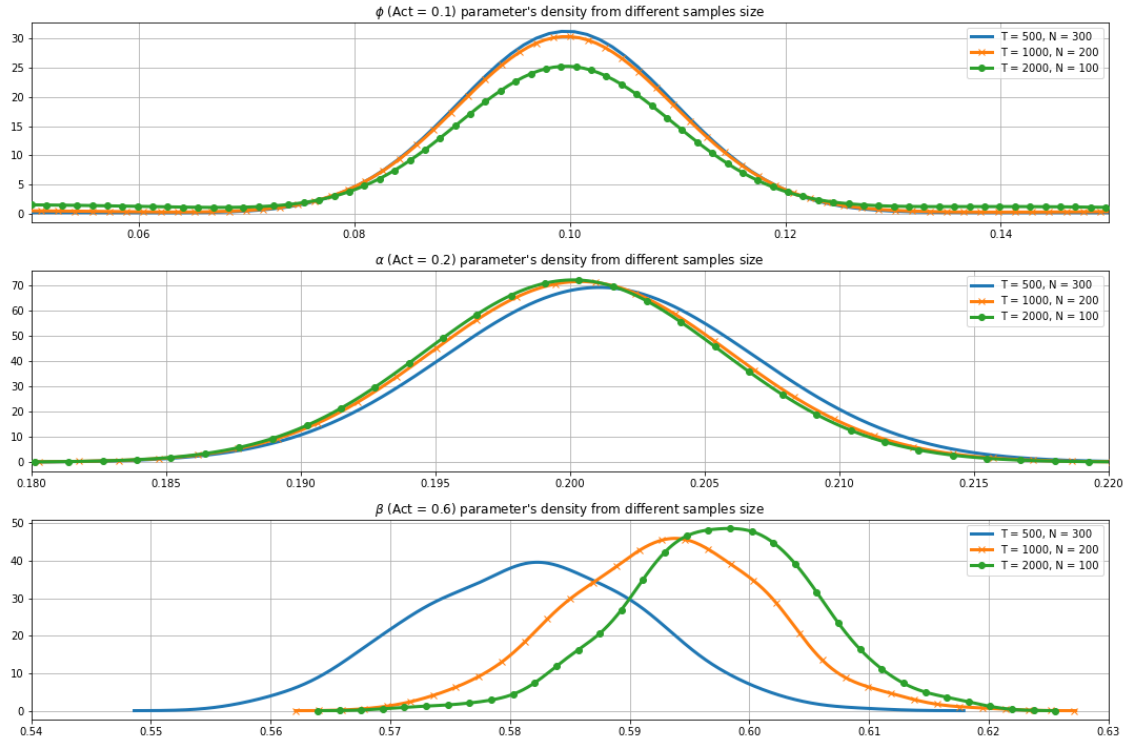 ϕ (Act = 0.1) parameter's density from different samples size
30
25
20
15
10
5
0
T = 500, N = 300
T = 1000, N = 200
T = 2000, N = 100
0.06 0.08 0.10 0.12 0.14
α (Act = 0.2) parameter's density from different samples size
70
60
50
40
30
20
10
0
T = 500, N = 300
T = 1000, N = 200
T = 2000, N = 100
0.180 0.185 0.190 0.195 0.200 0.205 0.210 0.215 0.220
β (Act = 0.6) parameter's density from different samples size
50
40
30
20
10
0
T = 500, N = 300
T = 1000, N = 200
T = 2000, N = 100
0.54 0.55 0.56 0.57 0.58 0.59 0.60 0.61 0.62 0.63